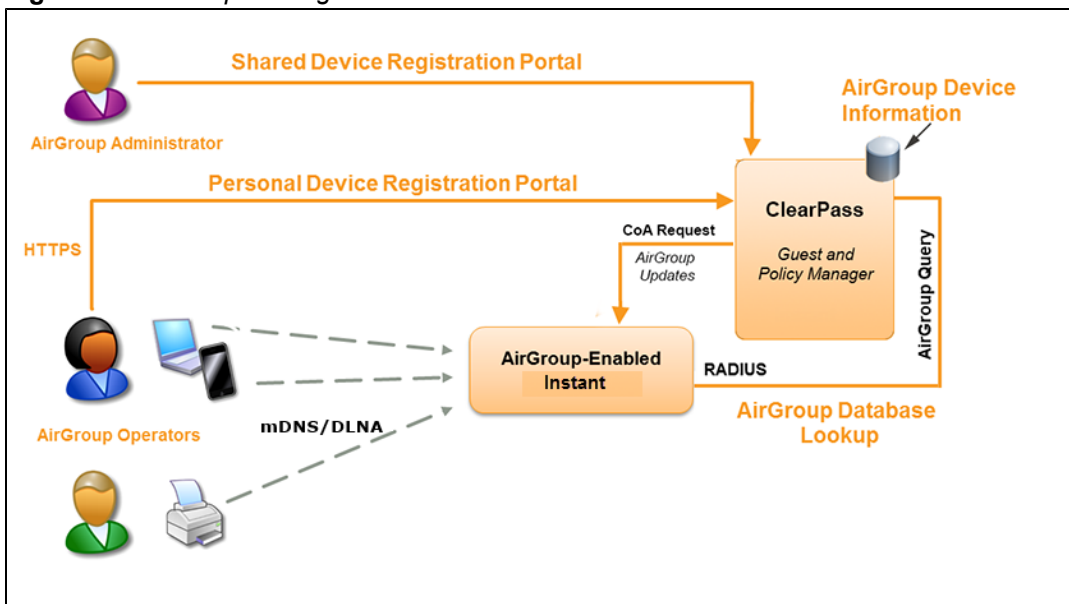 Shared Device Registration Portal
AirGroup Device
Information
AirGroup Administrator
Personal Device Registration Portal
ClearPass
Guest and
Policy Manager
HTTPS
CoA Request
AirGroup
Updates
AirGroup Query
AirGroup-Enabled
Instant
RADIUS
AirGroup Database
Lookup
mDNS/DLNA
AirGroup Operators